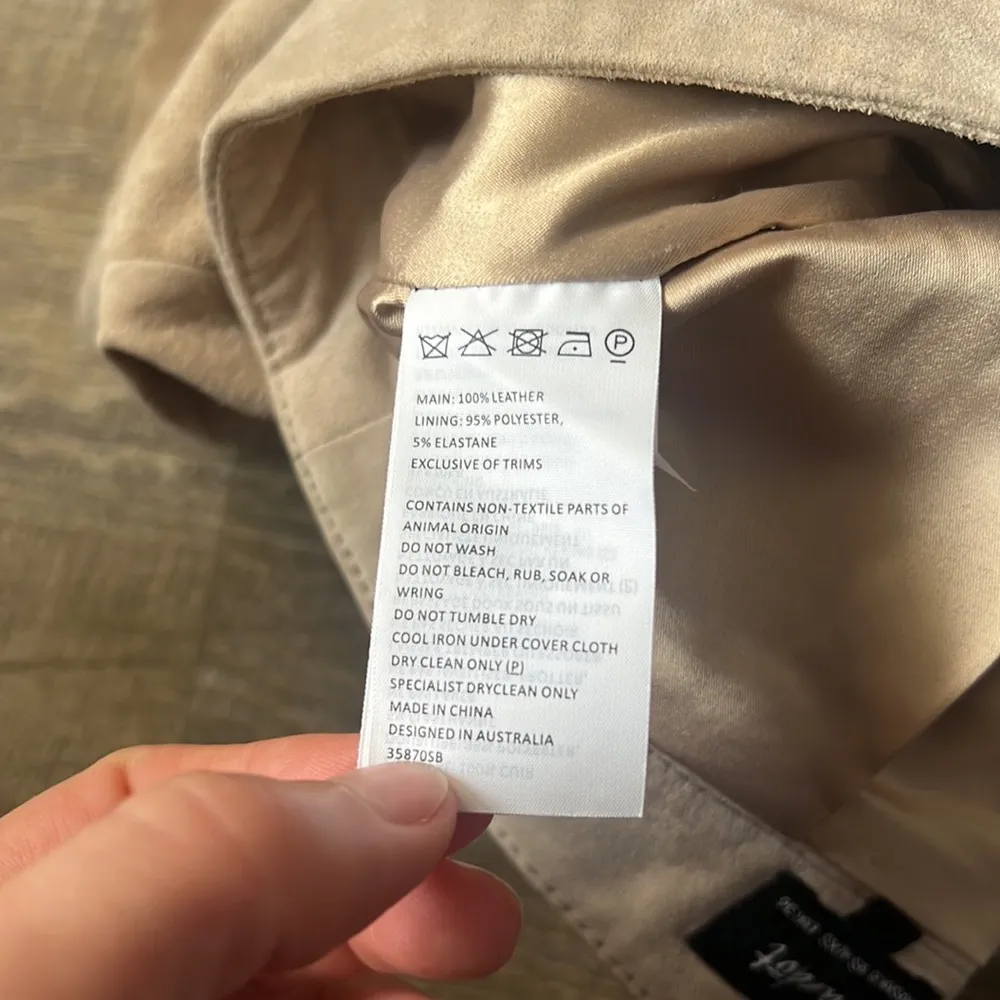 MAIN: 100% LEATHER
LINING: 95% POLYESTER,
5% ELASTANE
EXCLUSIVE OF TRIMS
CONTAINS NON-TEXTILE PARTS OF
ANIMAL ORIGIN
DO NOT WASH
DO NOT BLEACH, RUB, SOAK OR
WRING
DO NOT TUMBLE DRY
COOL IRON UNDER COVER CLOTH
DRY CLEAN ONLY (P)
SPECIALIST DRYCLEAN ONLY
MADE IN CHINA
DESIGNED IN AUSTRALIA
35870SB